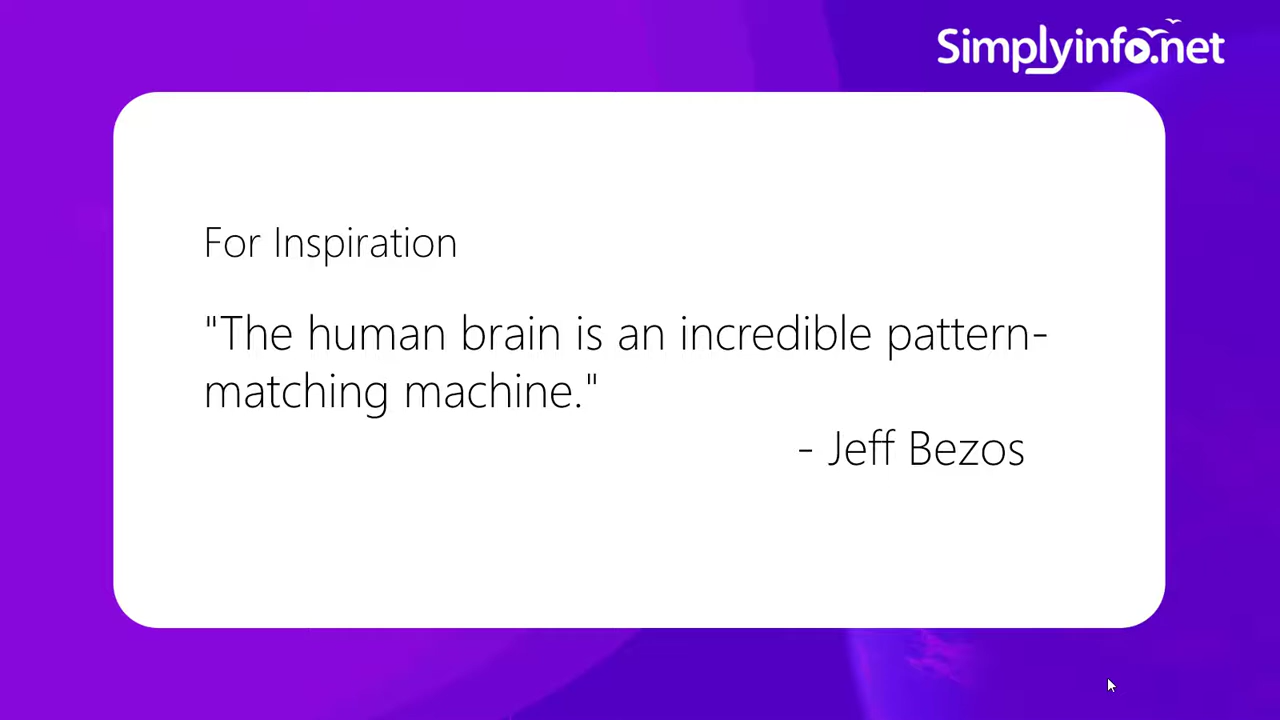 Simplyinfo.net
For Inspiration
"The human brain is an incredible pattern-
matching machine."
- Jeff Bezos